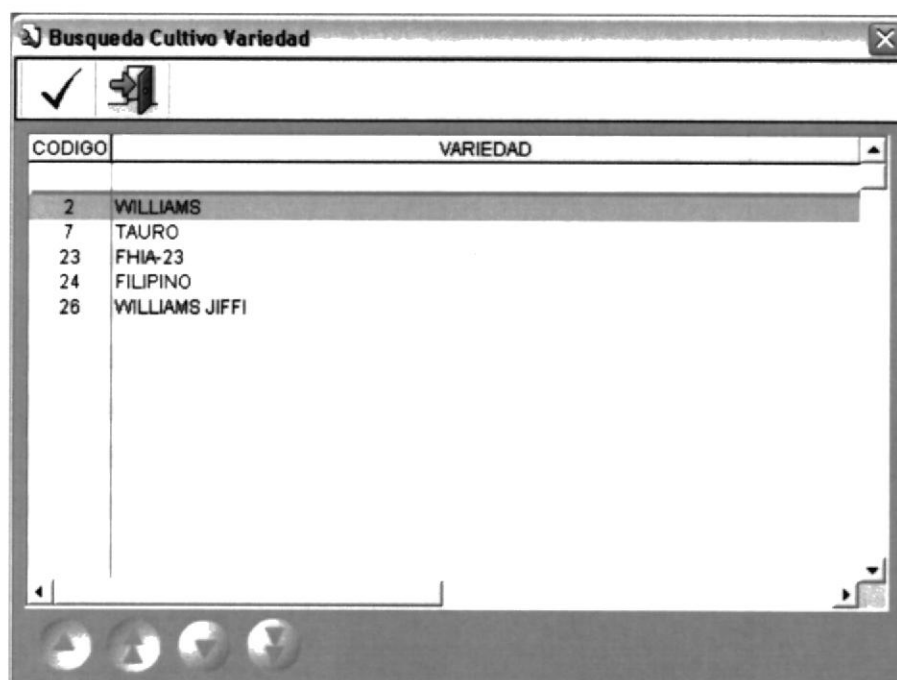 Busqueda Cultivo Variedad
CODIGO VARIEDAD
2 WILLIAMS
7 TAURO
23 FHIA-23
24 FILIPINO
26 WILLIAMS JIFFI